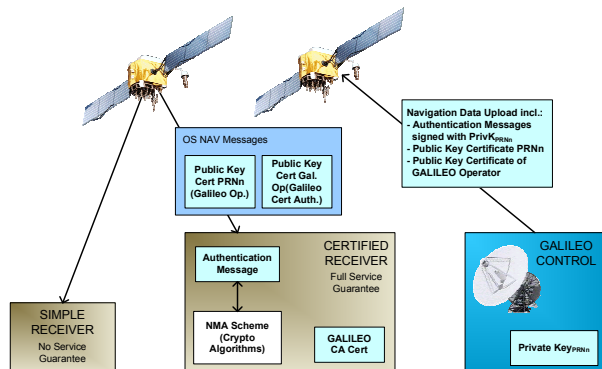 Navigation Data Upload incl.:
- Authentication Messages
signed with PrivKPRNn
- Public Key Certificate PRNn
- Public Key Certificate of
GALILEO Operator
OS NAV Messages
Public Key
Cert PRNn
(Galileo Op.)
Public Key
Cert Gal.
Op(Galileo
Cert Auth.)
CERTIFIED
RECEIVER
Full Service
Guarantee
Authentication
Message
NMA Scheme
(Crypto
Algorithms)
GALILEO
CA Cert
GALILEO
CONTROL
Private KeyPRNn
SIMPLE
RECEIVER
No Service
Guarantee